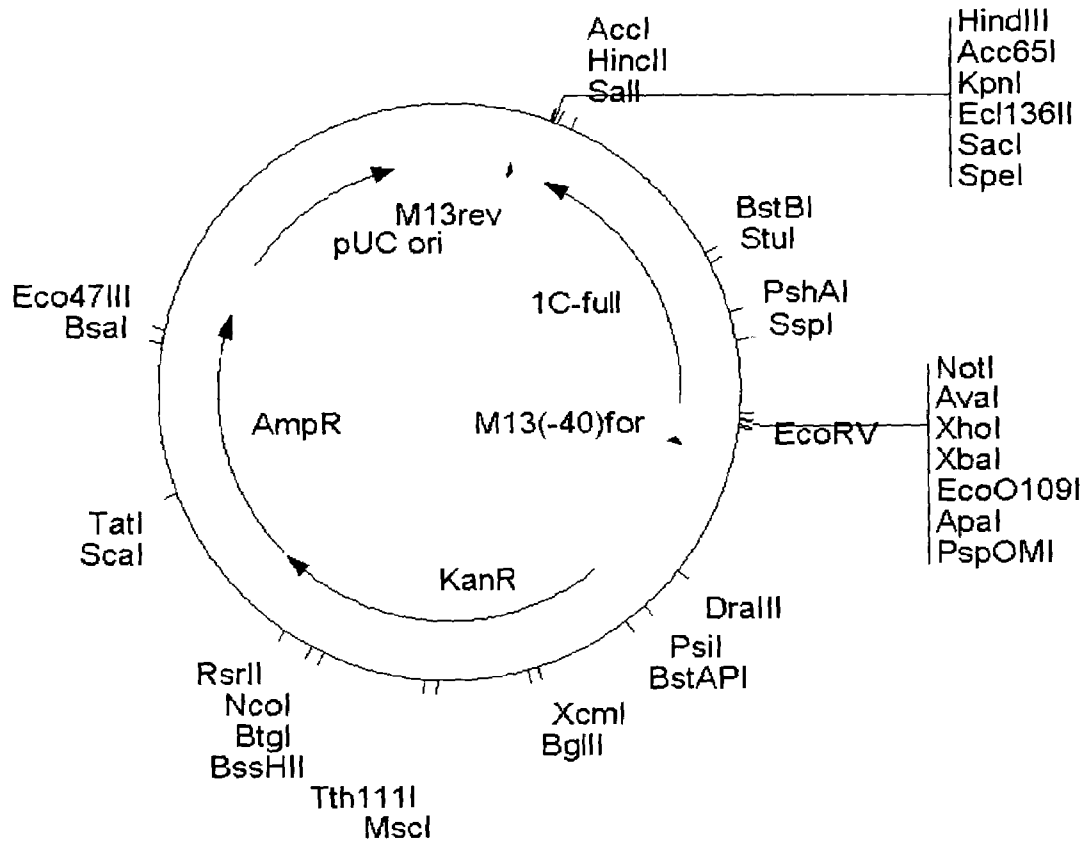 AccI
HincII
SalI
HindIII
Acc65I
KpnI
Ecl136II
SacI
SpeI
M13rev
pUC ori
BstBI
StuI
1C-full
PshAI
SspI
Eco47III
BsaI
AmpR
M13(-40)for
EcoRV
NotI
AvaI
XhoI
XbaI
EcoO109I
ApaI
PspOMI
TatI
ScaI
KanR
DraIII
PsiI
BstAPI
XcmI
BglII
RsrII
NcoI
BtgI
BssHII
Tth111I
MscI